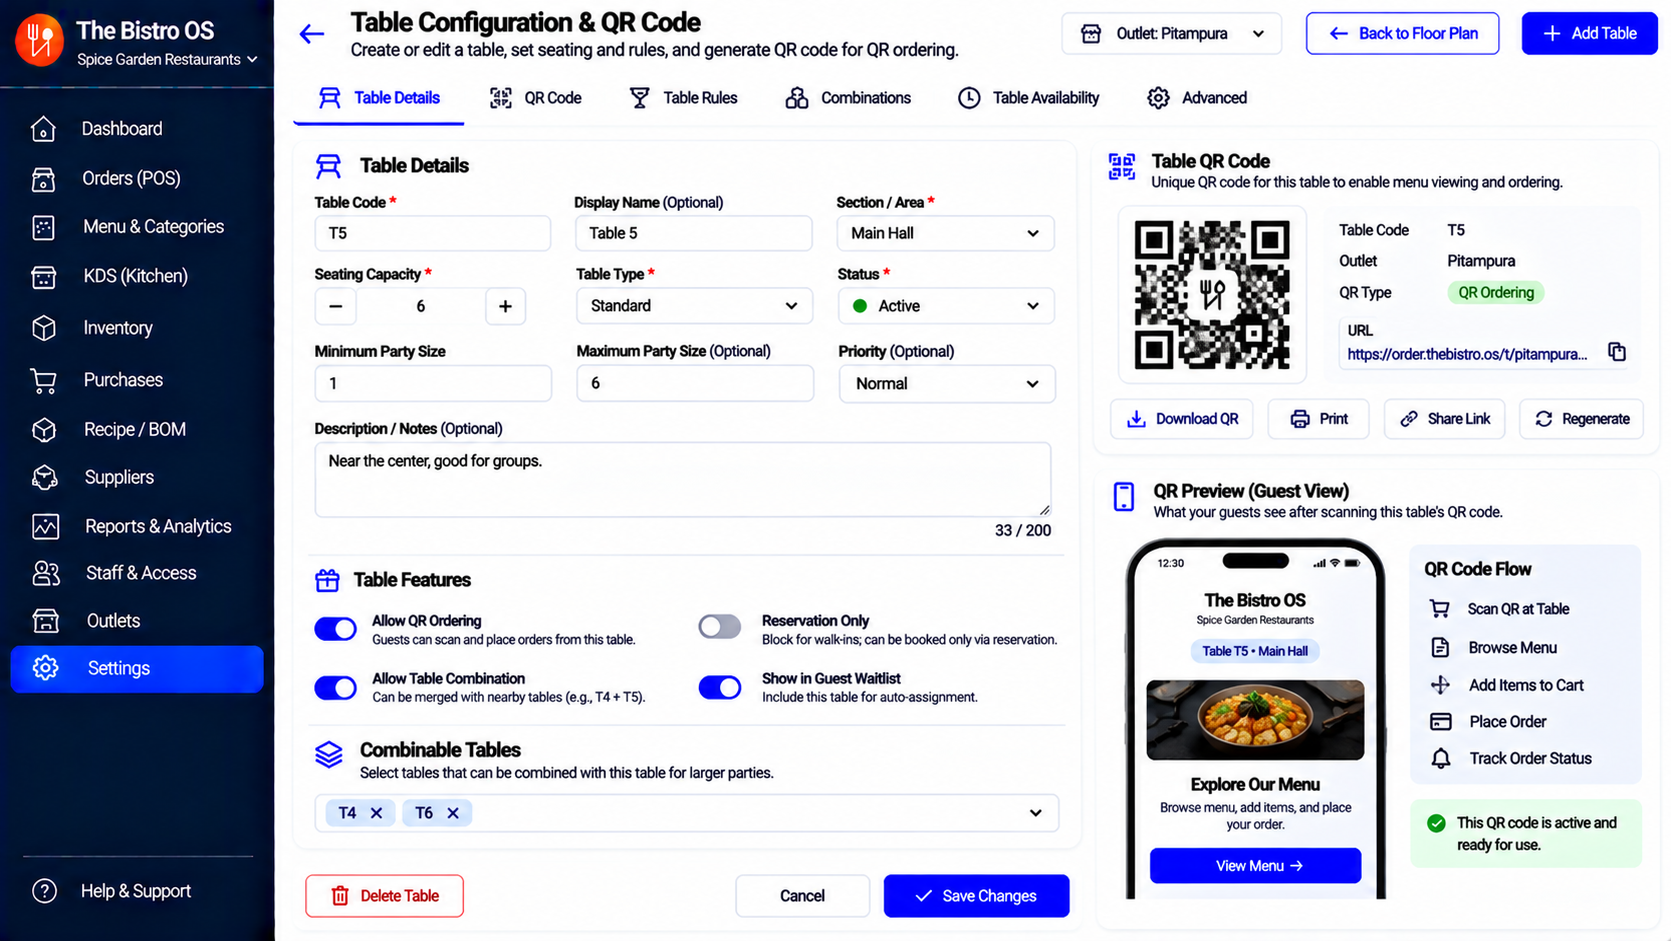 The Bistro OS
Spice Garden Restaurants
Dashboard
Orders (POS)
Menu & Categories
KDS (Kitchen)
Inventory
Purchases
Recipe / BOM
Suppliers
Reports & Analytics
Staff & Access
Outlets
Settings
Help & Support
Table Configuration & QR Code
Create or edit a table, set seating and rules, and generate QR code for QR ordering.
Outlet: Pitampura
Back to Floor Plan
Add Table
Table Details
QR Code
Table Rules
Combinations
Table Availability
Advanced
Table Details
Table Code *
Display Name (Optional)
Section / Area *
T5
Table 5
Main Hall
Seating Capacity *
Table Type *
Status *
6
Standard
Active
Minimum Party Size
Maximum Party Size (Optional)
Priority (Optional)
1
6
Normal
Description / Notes (Optional)
Near the center, good for groups.
33 / 200
Table Features
Allow QR Ordering
Guests can scan and place orders from this table.
Reservation Only
Block for walk-ins; can be booked only via reservation.
Allow Table Combination
Can be merged with nearby tables (e.g., T4 + T5).
Show in Guest Waitlist
Include this table for auto-assignment.
Combinable Tables
Select tables that can be combined with this table for larger parties.
T4
T6
Delete Table
Cancel
Save Changes
Table QR Code
Unique QR code for this table to enable menu viewing and ordering.
Table Code T5
Outlet Pitampura
QR Type QR Ordering
URL
https://order.thebistro.os/t/pitampura...
Download QR
Print
Share Link
Regenerate
QR Preview (Guest View)
What your guests see after scanning this table's QR code.
12:30
The Bistro OS
Spice Garden Restaurants
Table T5 • Main Hall
Explore Our Menu
Browse menu, add items, and place
your order.
View Menu →
QR Code Flow
Scan QR at Table
Browse Menu
Add Items to Cart
Place Order
Track Order Status
This QR code is active and
ready for use.